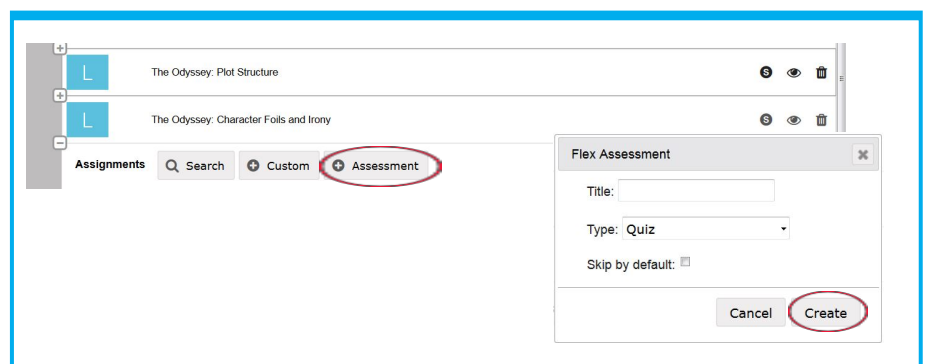 L
The Odyssey: Plot Structure
S
L
The Odyssey: Character Foils and Irony
S
Assignments Search Custom Assessment
Flex Assessment
Title:
Type: Quiz
Skip by default:
Cancel Create